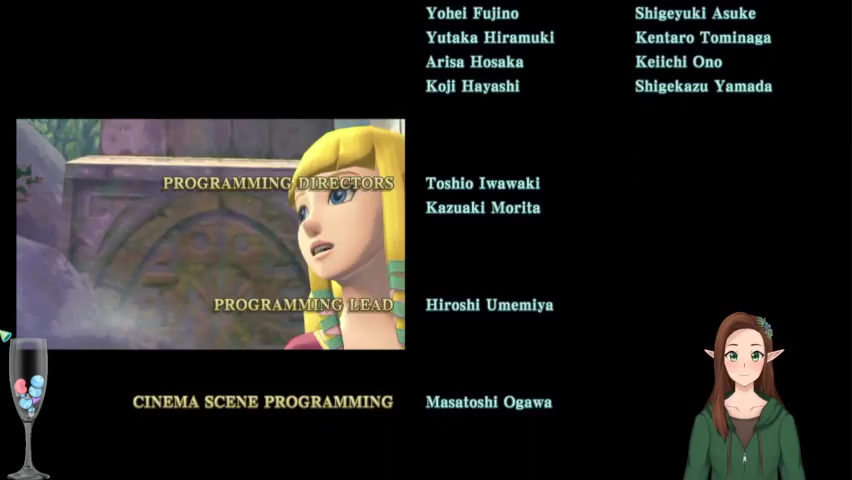 Yohei Fujino Shigeyuki Asuke
Yutaka Hiramuki Kentaro Tominaga
Arisa Hosaka Keiichi Ono
Koji Hayashi Shigekazu Yamada
PROGRAMMING DIRECTORS Toshio Iwawaki
Kazuaki Morita
PROGRAMMING LEAD Hiroshi Umemiya
CINEMA SCENE PROGRAMMING Masatoshi Ogawa